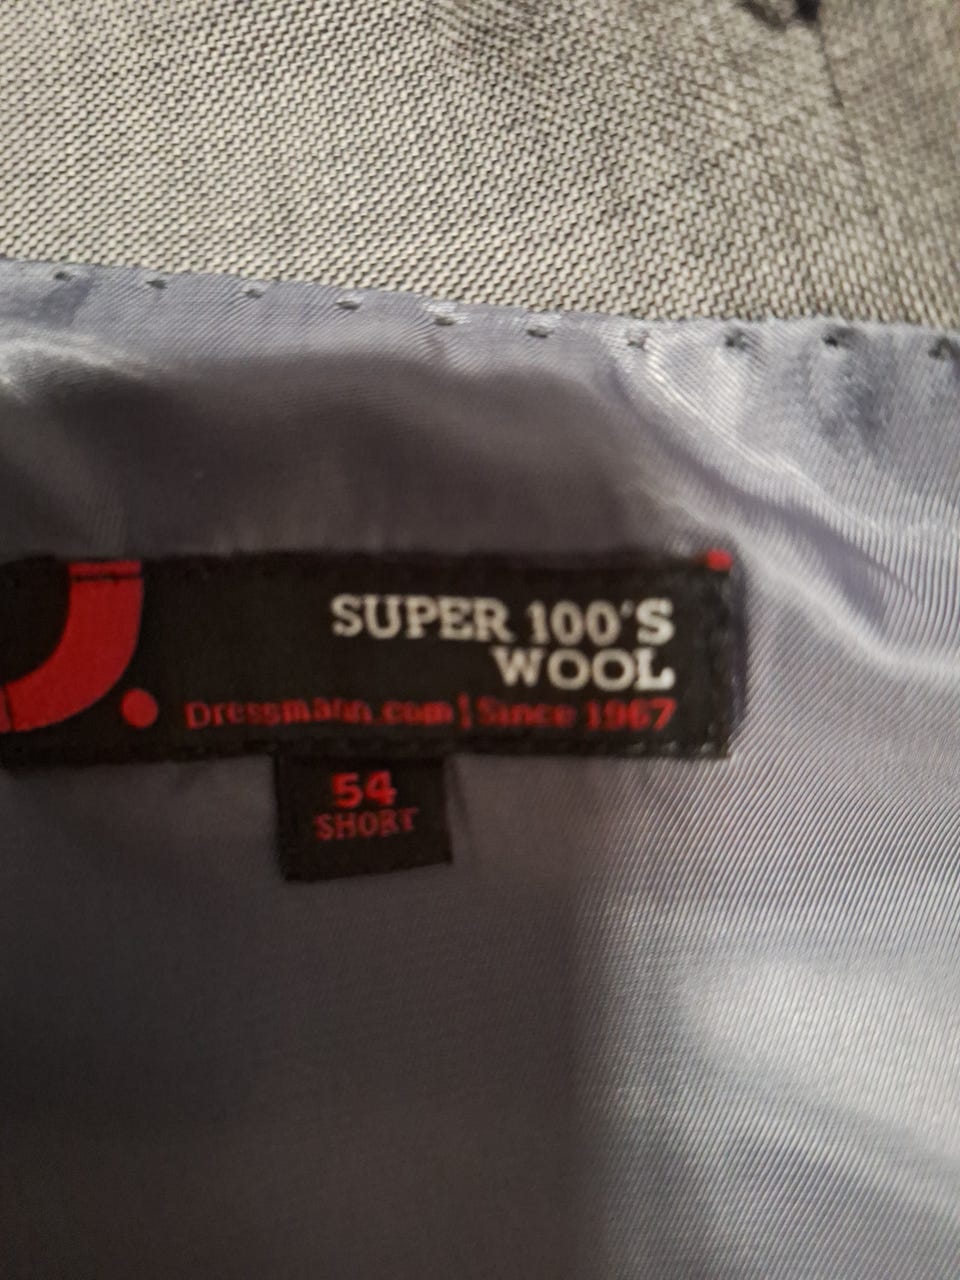 D.
SUPER 100'S
WOOL
Dressmann.com | Since 1967
54
SHORT